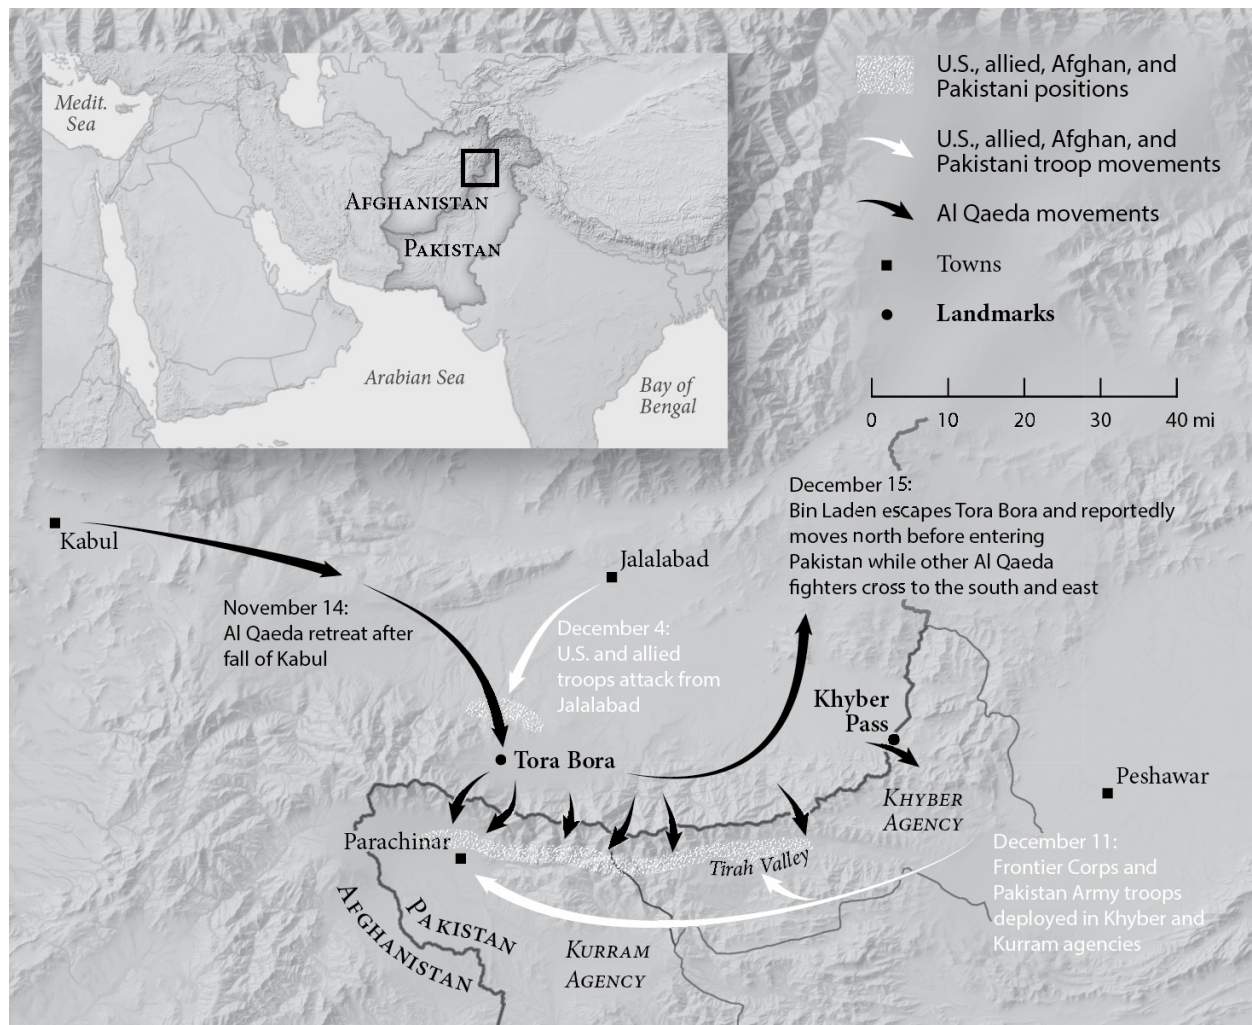 Medit.
Sea
AFGHANISTAN
PAKISTAN
Arabian Sea
Bay of
Bengal
U.S., allied, Afghan, and
Pakistani positions
U.S., allied, Afghan, and
Pakistani troop movements
Al Qaeda movements
Towns
Landmarks
0 10 20 30 40 mi
December 15:
Bin Laden escapes Tora Bora and reportedly
moves north before entering
Pakistan while other Al Qaeda
fighters cross to the south and east
Kabul
Jalalabad
November 14:
Al Qaeda retreat after
fall of Kabul
December 4:
U.S. and allied
troops attack from
Jalalabad
Khyber
Pass
Tora Bora
Peshawar
KHYBER
AGENCY
Parachinar
Tirah Valley
December 11:
Frontier Corps and
Pakistan Army troops
deployed in Khyber and
Kurram agencies
PAKISTAN
AFGHANISTAN
KURRAM
AGENCY